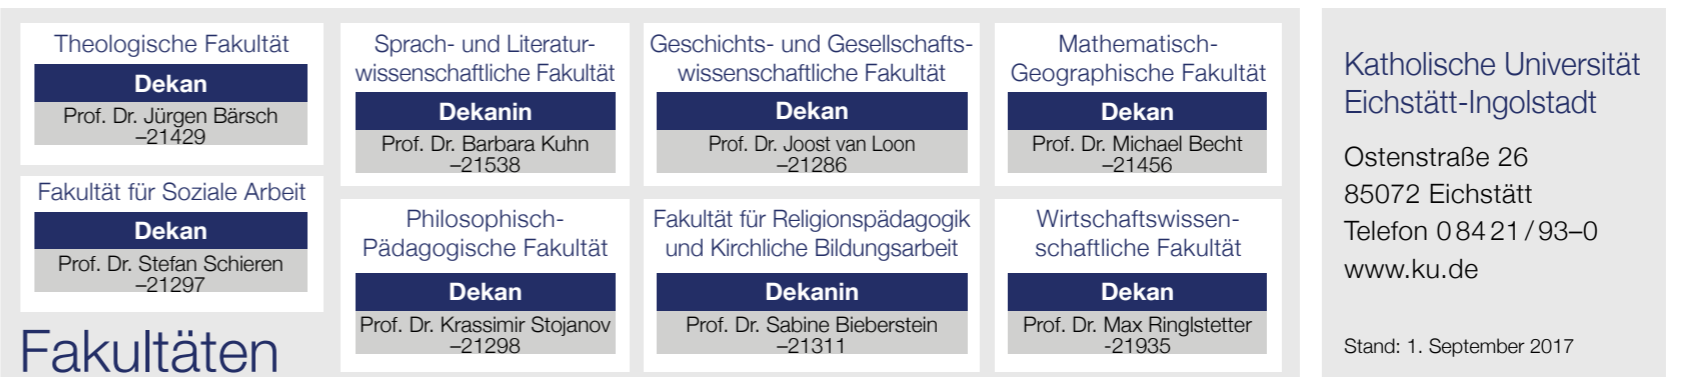 Theologische Fakultät
Dekan
Prof. Dr. Jürgen Bärsch
–21429
Fakultät für Soziale Arbeit
Dekan
Prof. Dr. Stefan Schieren
–21297
Fakultäten
Sprach- und Literatur-
wissenschaftliche Fakultät
Dekanin
Prof. Dr. Barbara Kuhn
–21538
Philosophisch-
Pädagogische Fakultät
Dekan
Prof. Dr. Krassimir Stojanov
–21298
Geschichts- und Gesellschafts-
wissenschaftliche Fakultät
Dekan
Prof. Dr. Joost van Loon
–21286
Fakultät für Religionspädagogik
und Kirchliche Bildungsarbeit
Dekanin
Prof. Dr. Sabine Bieberstein
–21311
Mathematisch-
Geographische Fakultät
Dekan
Prof. Dr. Michael Becht
–21456
Wirtschaftswissen-
schaftliche Fakultät
Dekan
Prof. Dr. Max Ringlstetter
-21935
Katholische Universität
Eichstätt-Ingolstadt
Ostenstraße 26
85072 Eichstätt
Telefon 0 84 21 / 93–0
www.ku.de
Stand: 1. September 2017